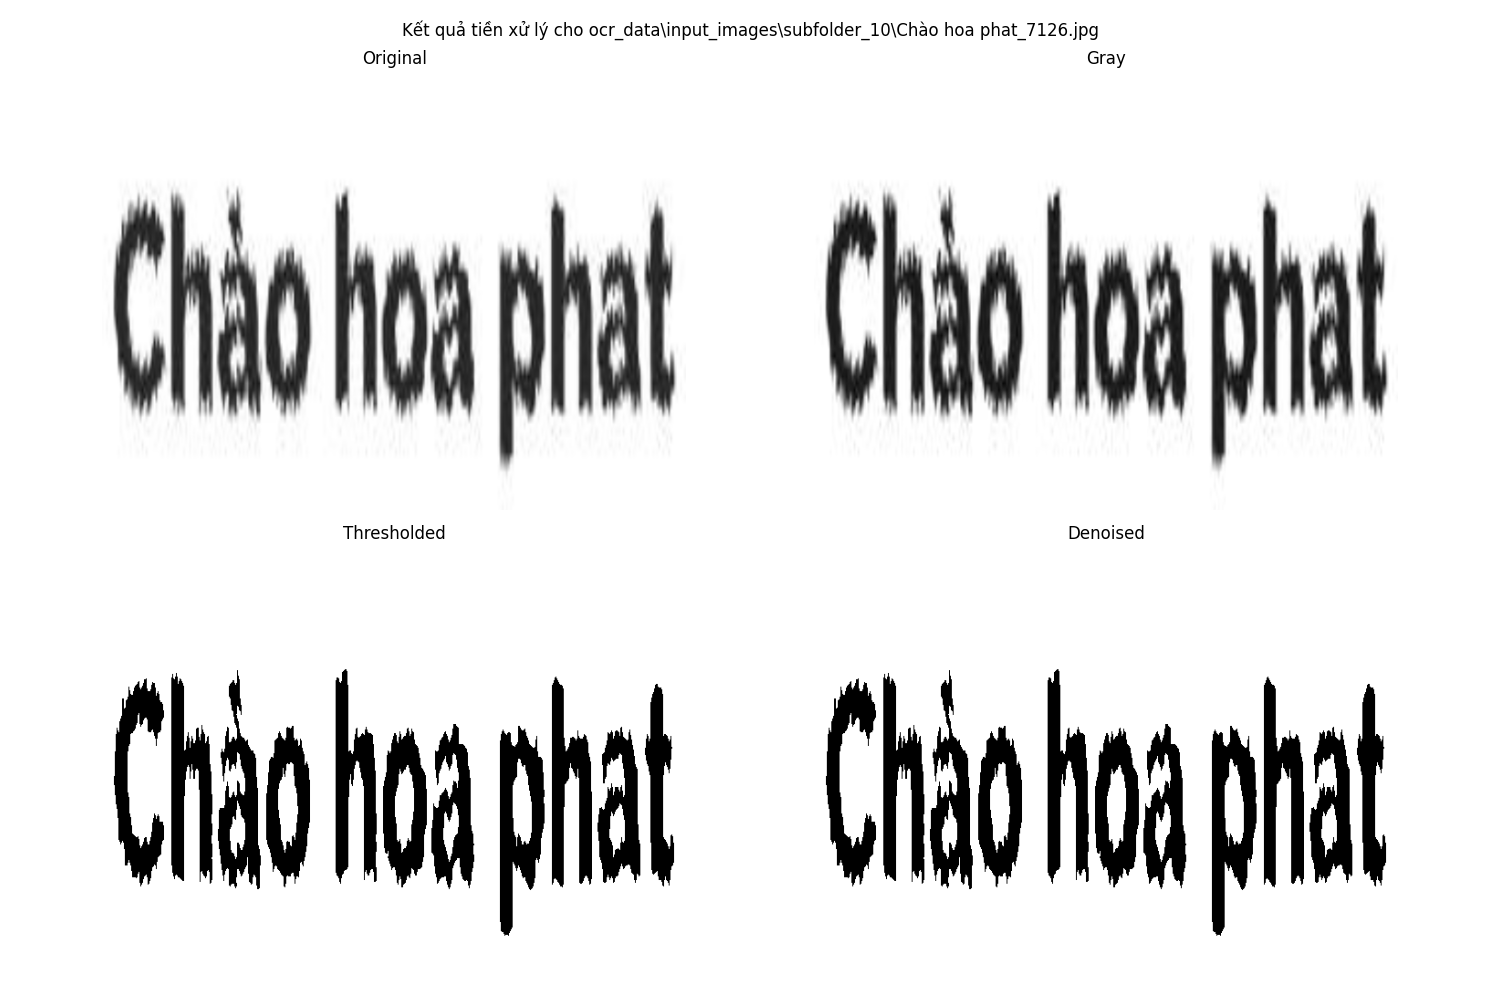 Kết quả tiền xử lý cho ocr_data\input_images\subfolder_10\Chào hoa phat_7126.jpg
Original
Gray
Chào hoa phat
Chào hoa phat
Thresholded
Denoised
Chào hoa phat
Chào hoa phat